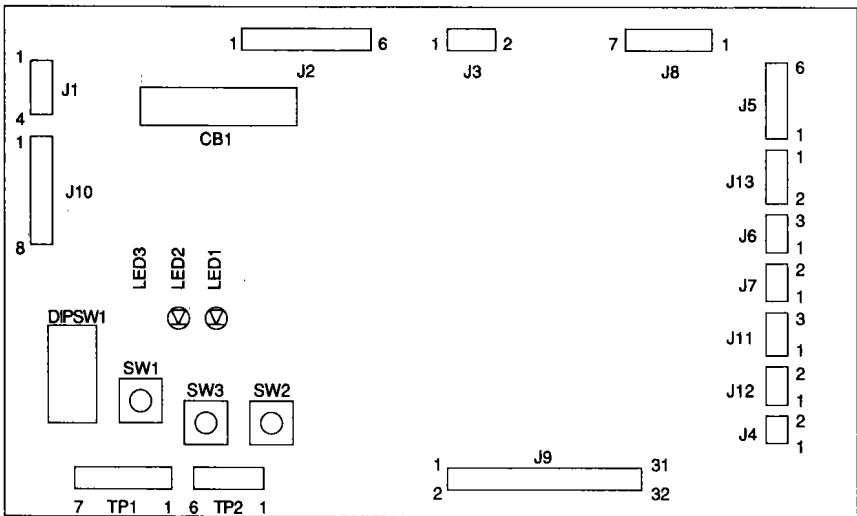 1 6 1 2 7 1
J2 J3 J8
1 J1 4
CB1
1 J10 8
6 J5 1
1 J13 2
3 J6 1
2 J7 1
3 J11 1
2 J12 1
2 J4 1
LED3 LED2 LED1
DIPSW1
SW1
SW3 SW2
J9
1 31
2 32
7 TP1 1 6 TP2 1